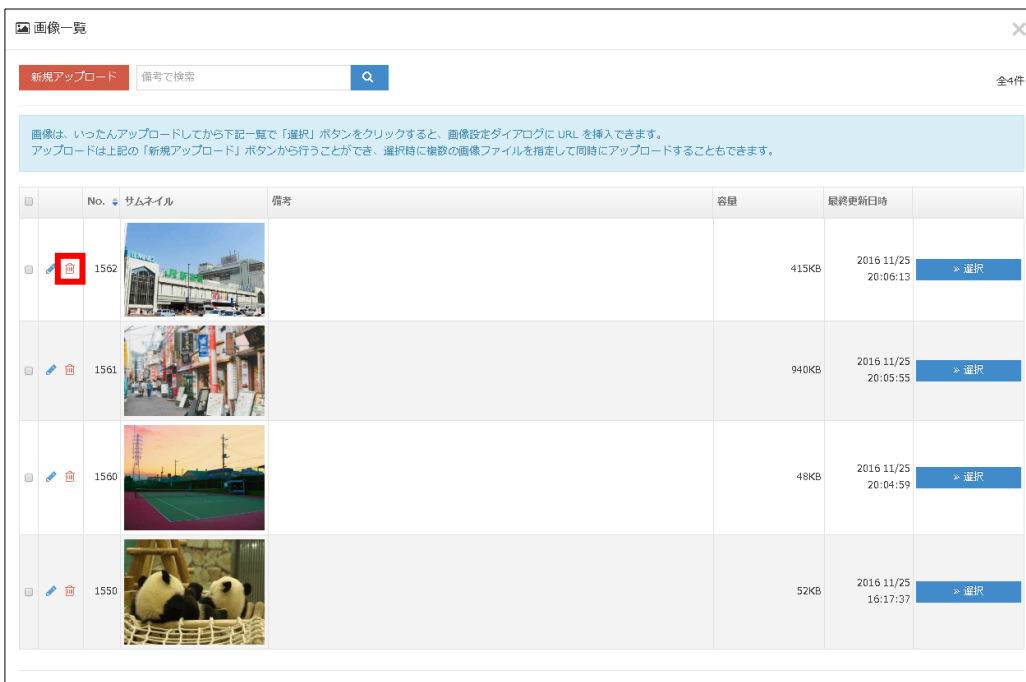 画像一覧
×
新規アップロード 備考で検索
全4件
画像は、いったんアップロードしてから下記一覧で「選択」ボタンをクリックすると、画像設定ダイアログに URL を挿入できます。
アップロードは上記の「新規アップロード」ボタンから行うことができ、選択時に複数の画像ファイルを指定して同時にアップロードすることもできます。
No. サムネイル 備考 容量 最終更新日時
1562 415KB 2016 11/25 20:06:13 » 選択
1561 940KB 2016 11/25 20:05:55 » 選択
1560 48KB 2016 11/25 20:04:59 » 選択
1550 52KB 2016 11/25 16:17:37 » 選択